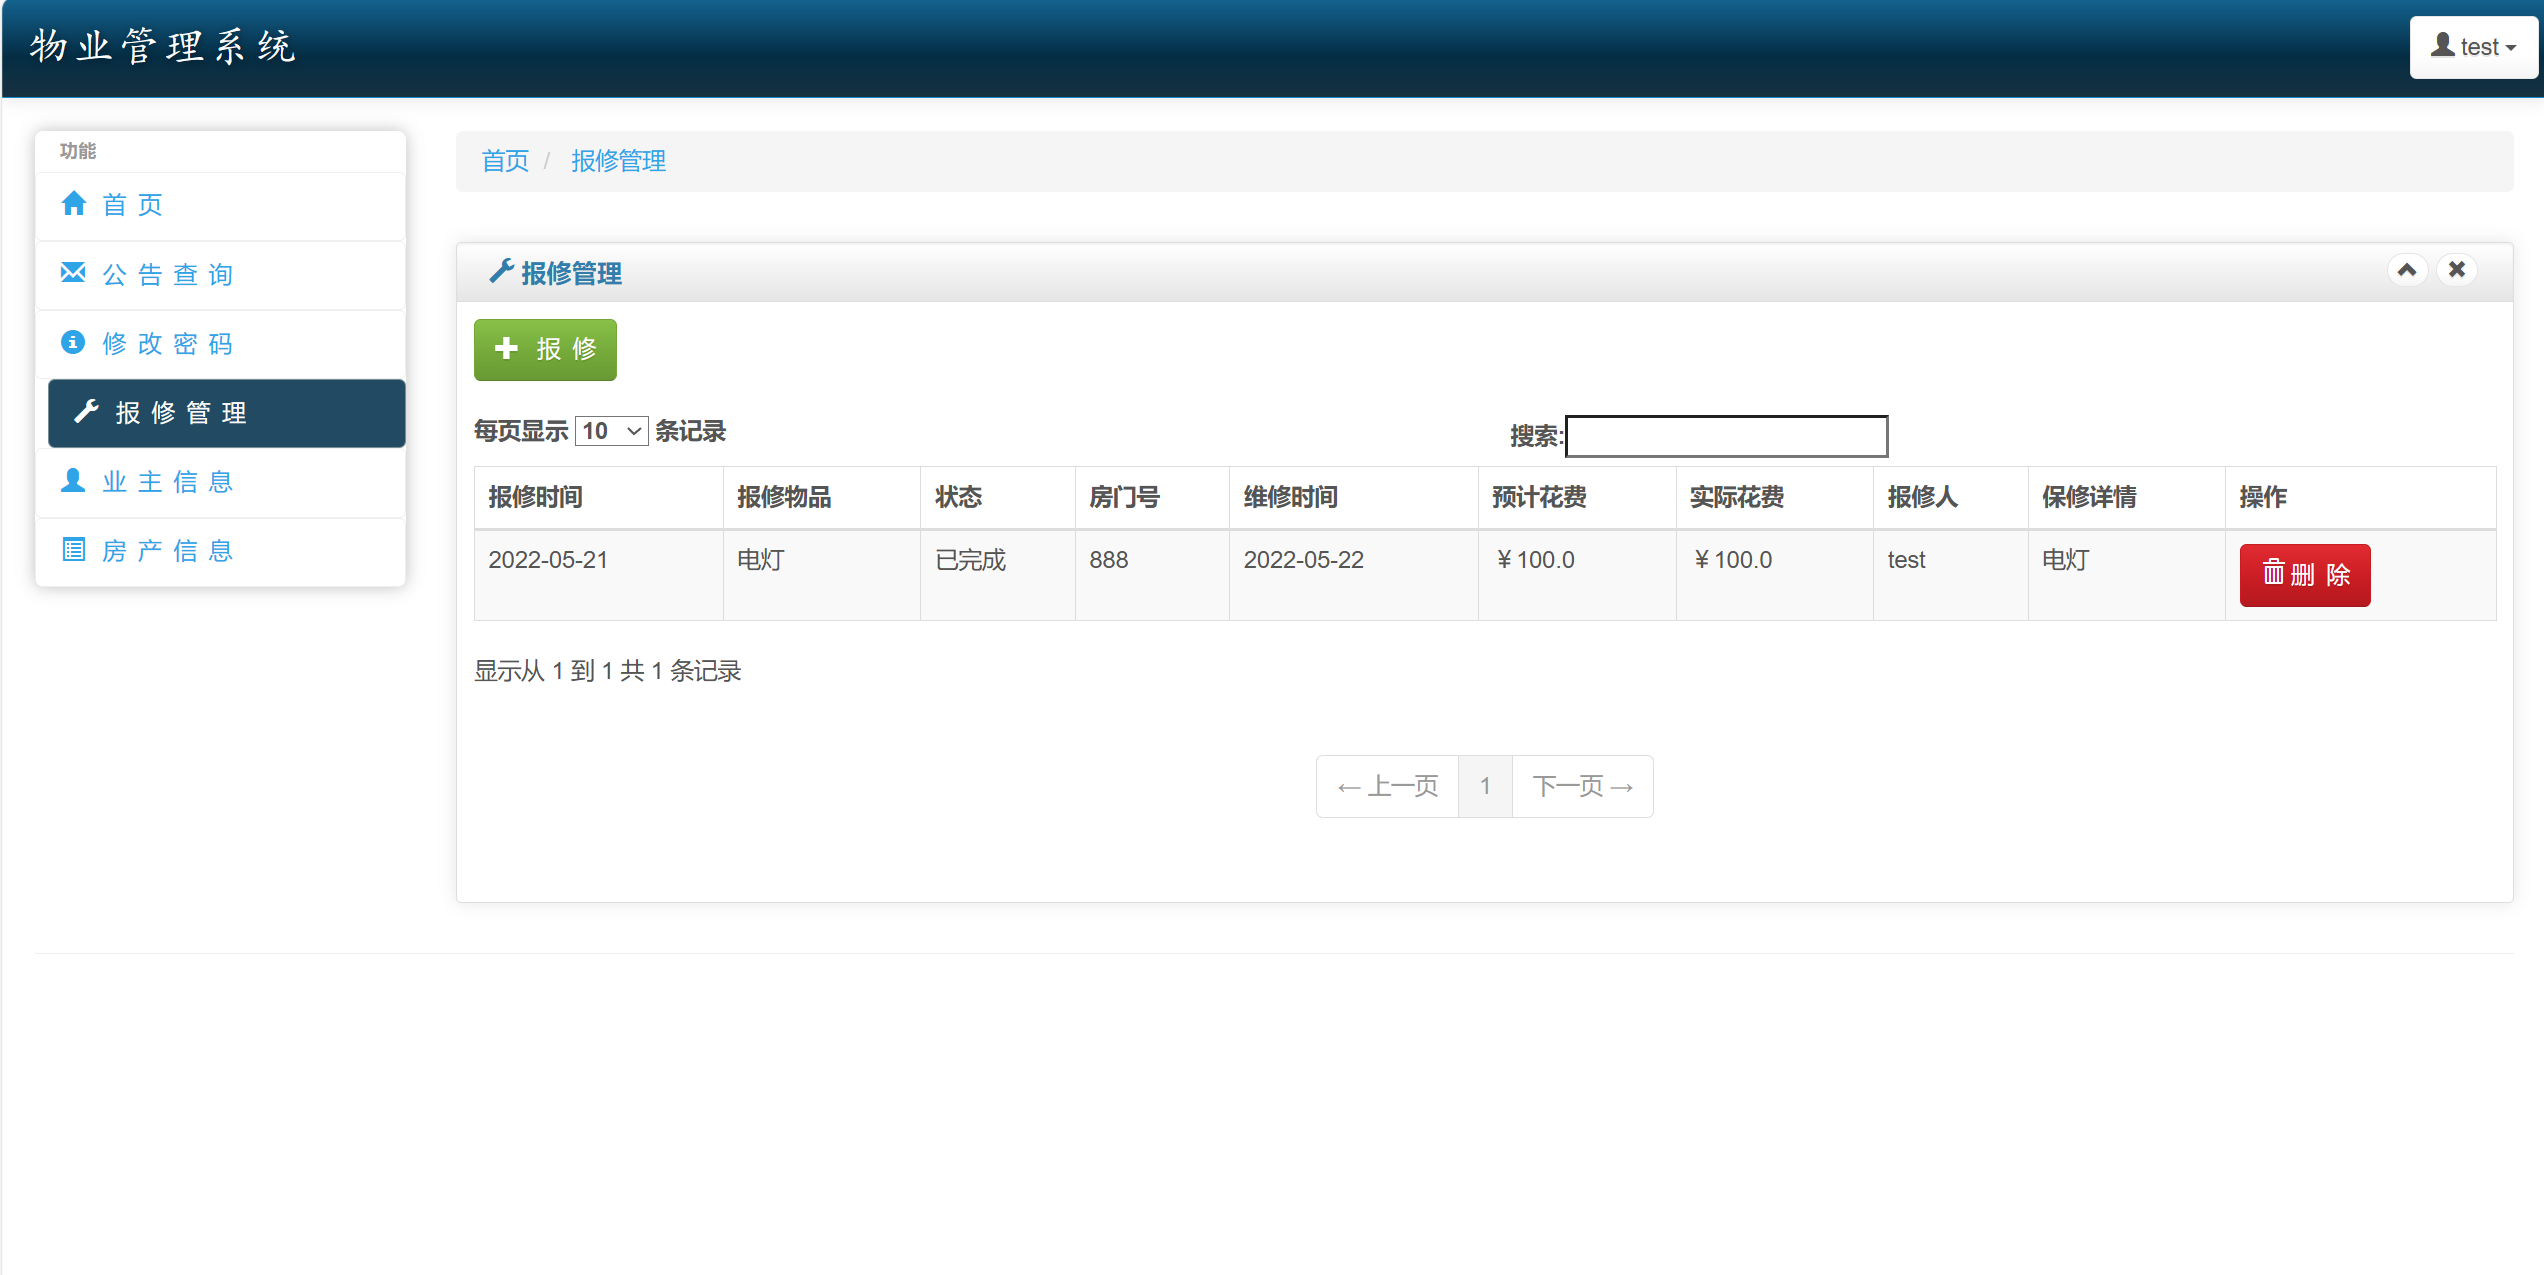 物业管理系统
test
功能
首页
公告查询
修改密码
报修管理
业主信息
房产信息
首页 / 报修管理
报修管理
报修
每页显示 10 条记录
搜索:
报修时间 报修物品 状态 房门号 维修时间 预计花费 实际花费 报修人 保修详情 操作
2022-05-21 电灯 已完成 888 2022-05-22 ¥100.0 ¥100.0 test 电灯 删除
显示从 1 到 1 共 1 条记录
← 上一页 1 下一页 →